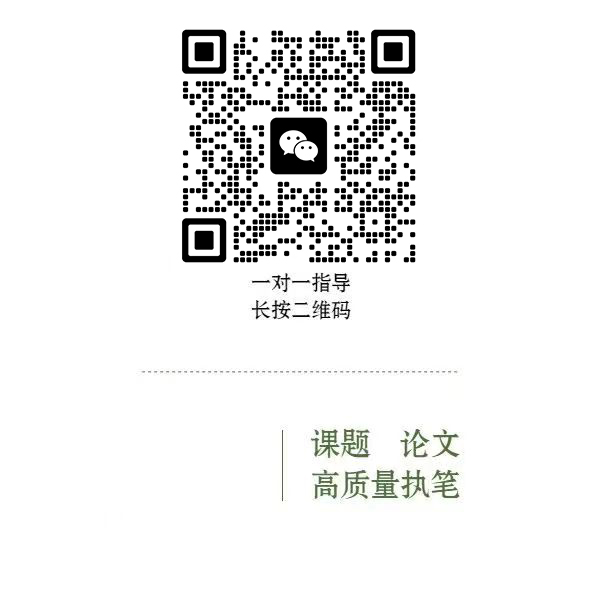 一对一指导
长按二维码
课题　论文
高质量执笔